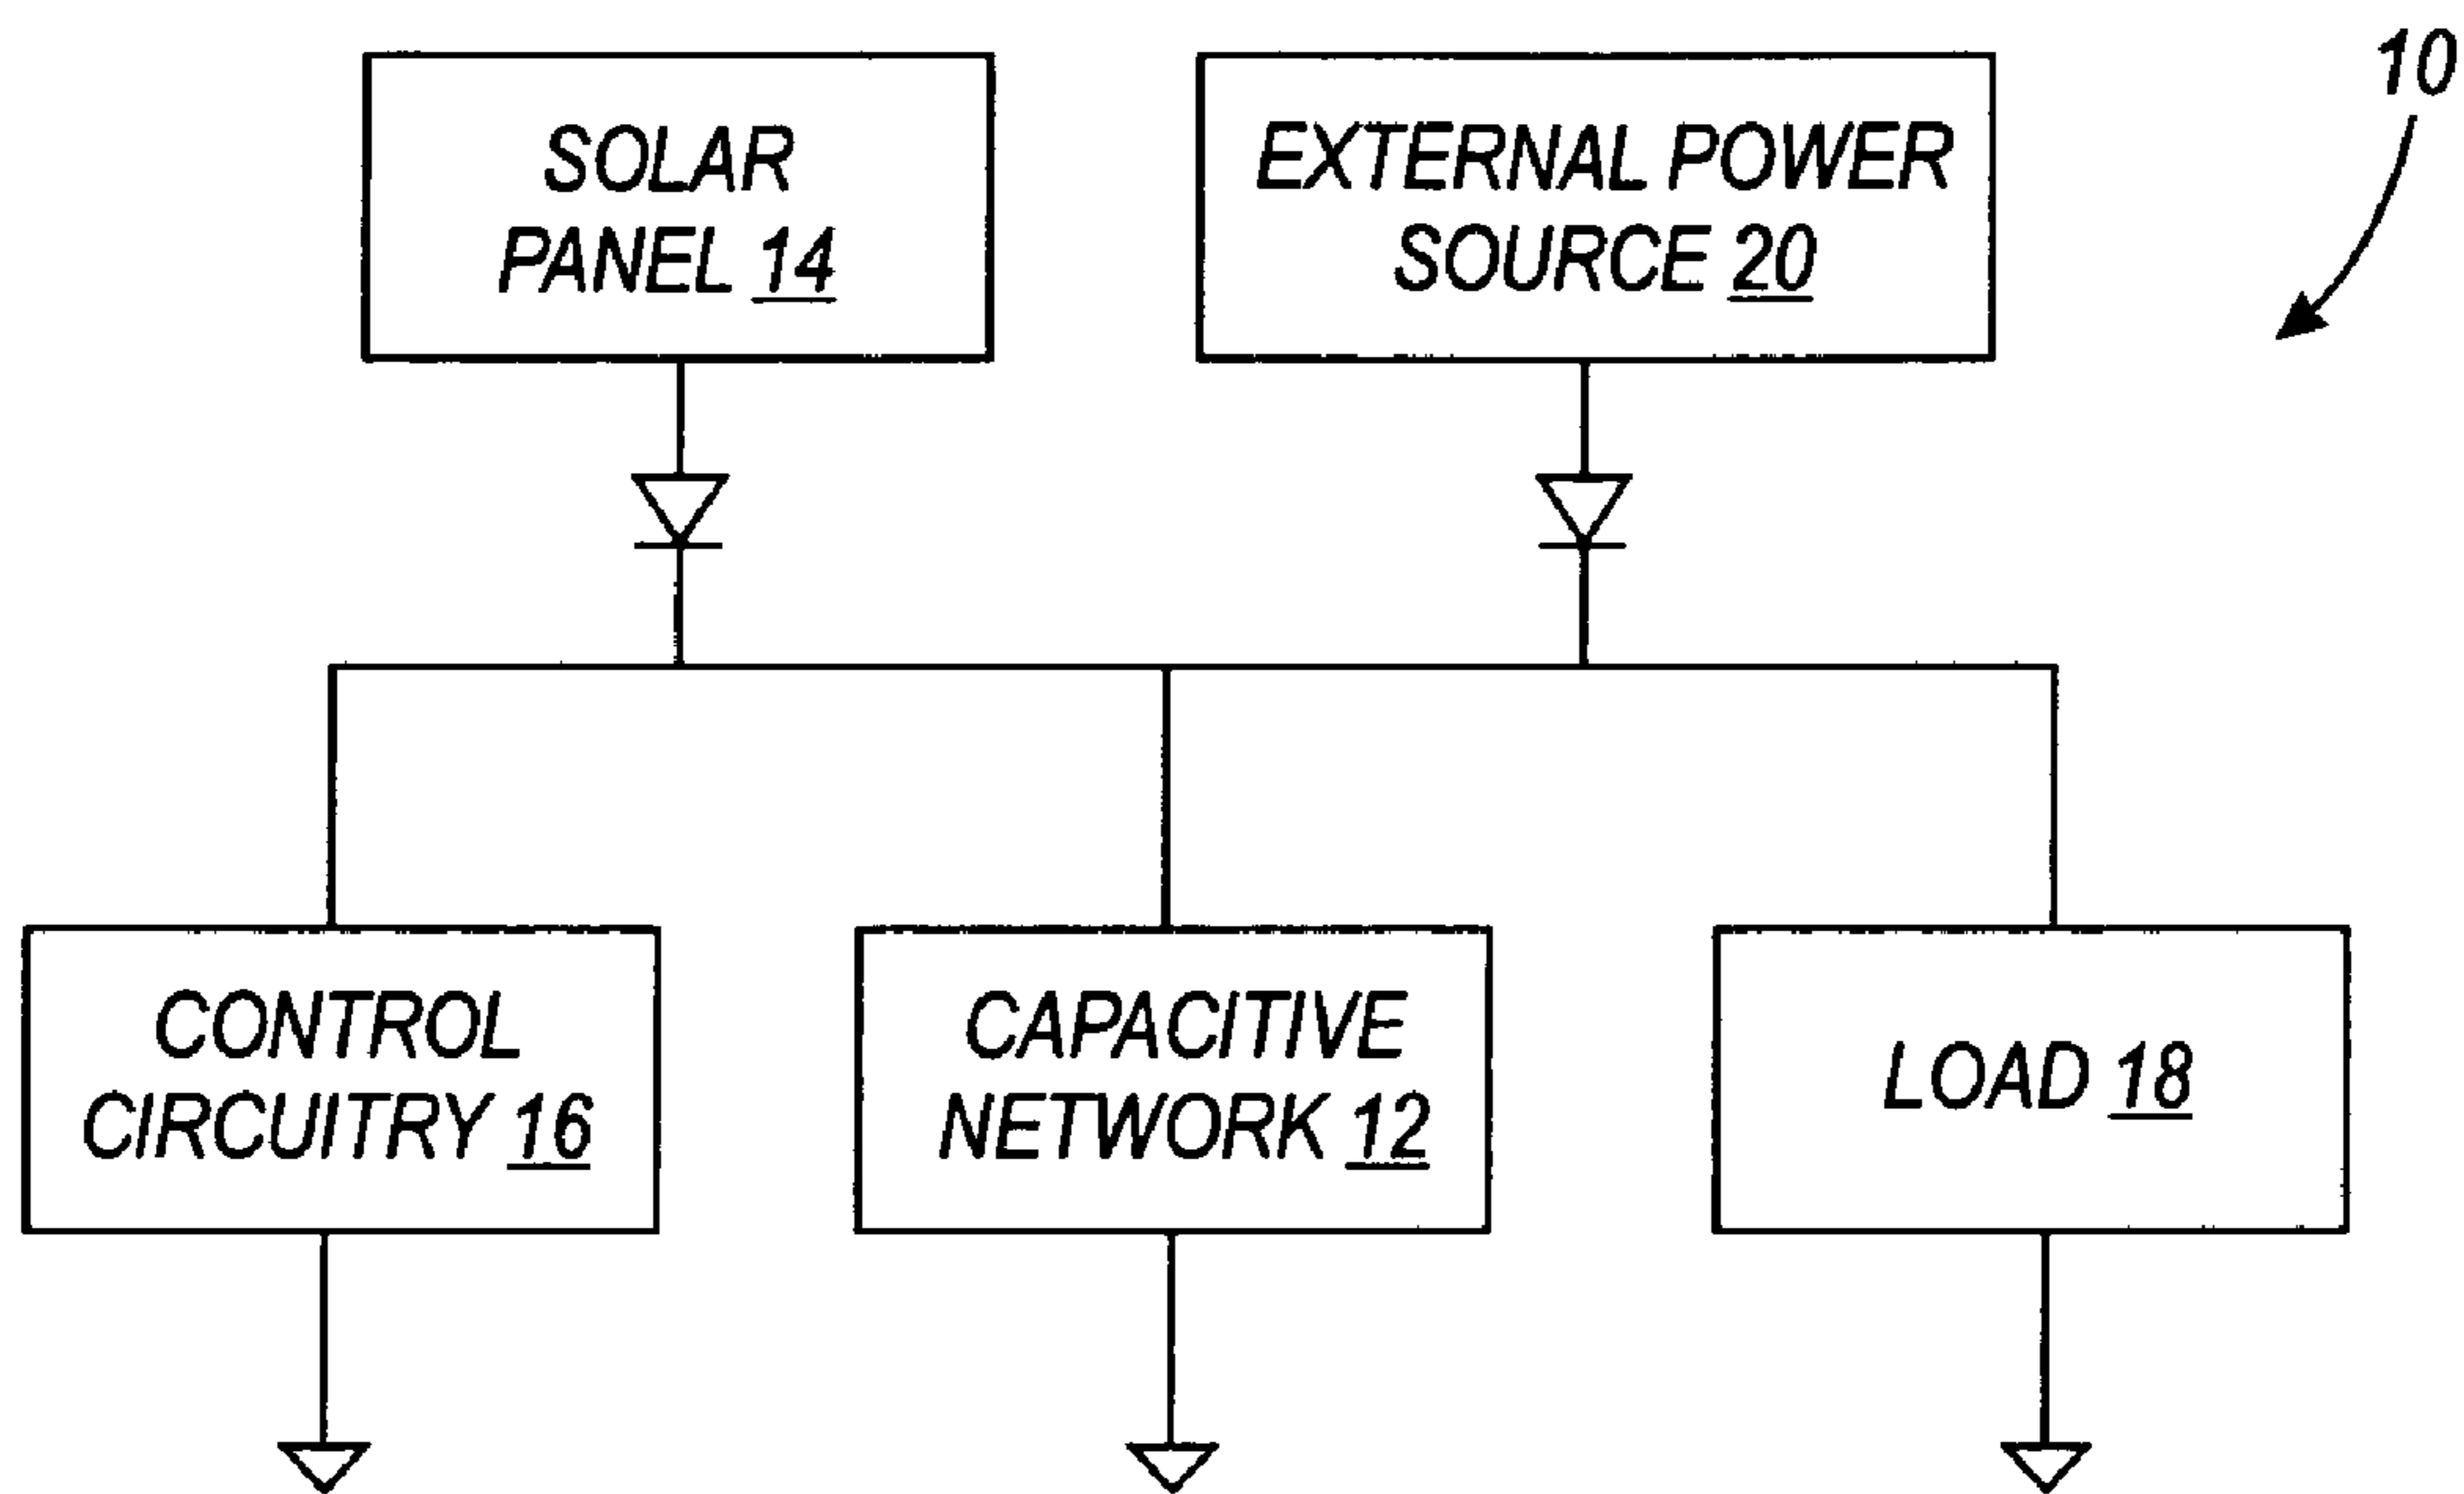 10
SOLAR
PANEL 14
EXTERNAL POWER
SOURCE 20
CONTROL
CIRCUITRY 16
CAPACITIVE
NETWORK 12
LOAD 18